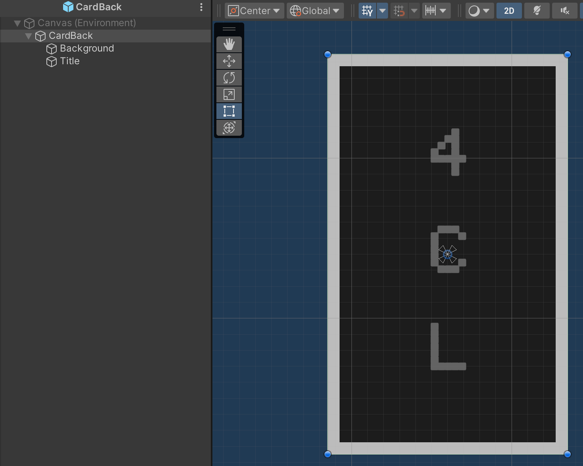 CardBack
Center
Global
2D
Canvas (Environment)
CardBack
Background
Title
4
C
L